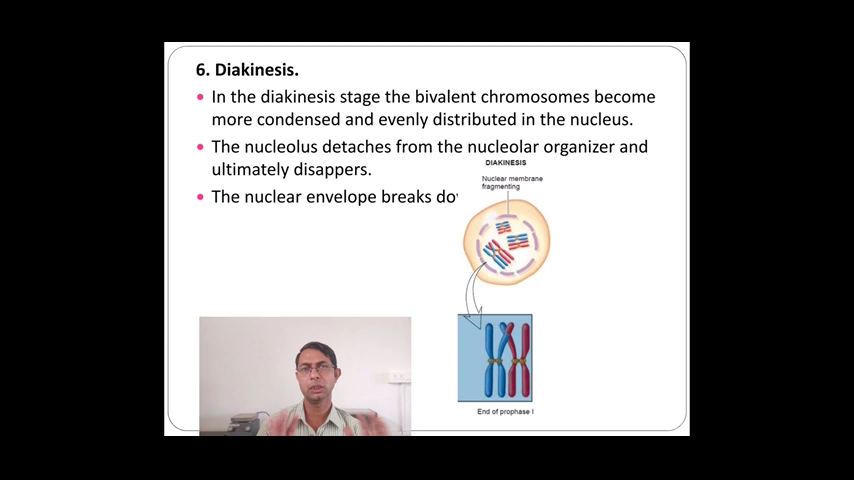 6. Diakinesis.
• In the diakinesis stage the bivalent chromosomes become
more condensed and evenly distributed in the nucleus.
• The nucleolus detaches from the nucleolar organizer and
ultimately disappers.
• The nuclear envelope breaks
DIAKINESIS
Nuclear membrane
fragmenting
End of prophase I